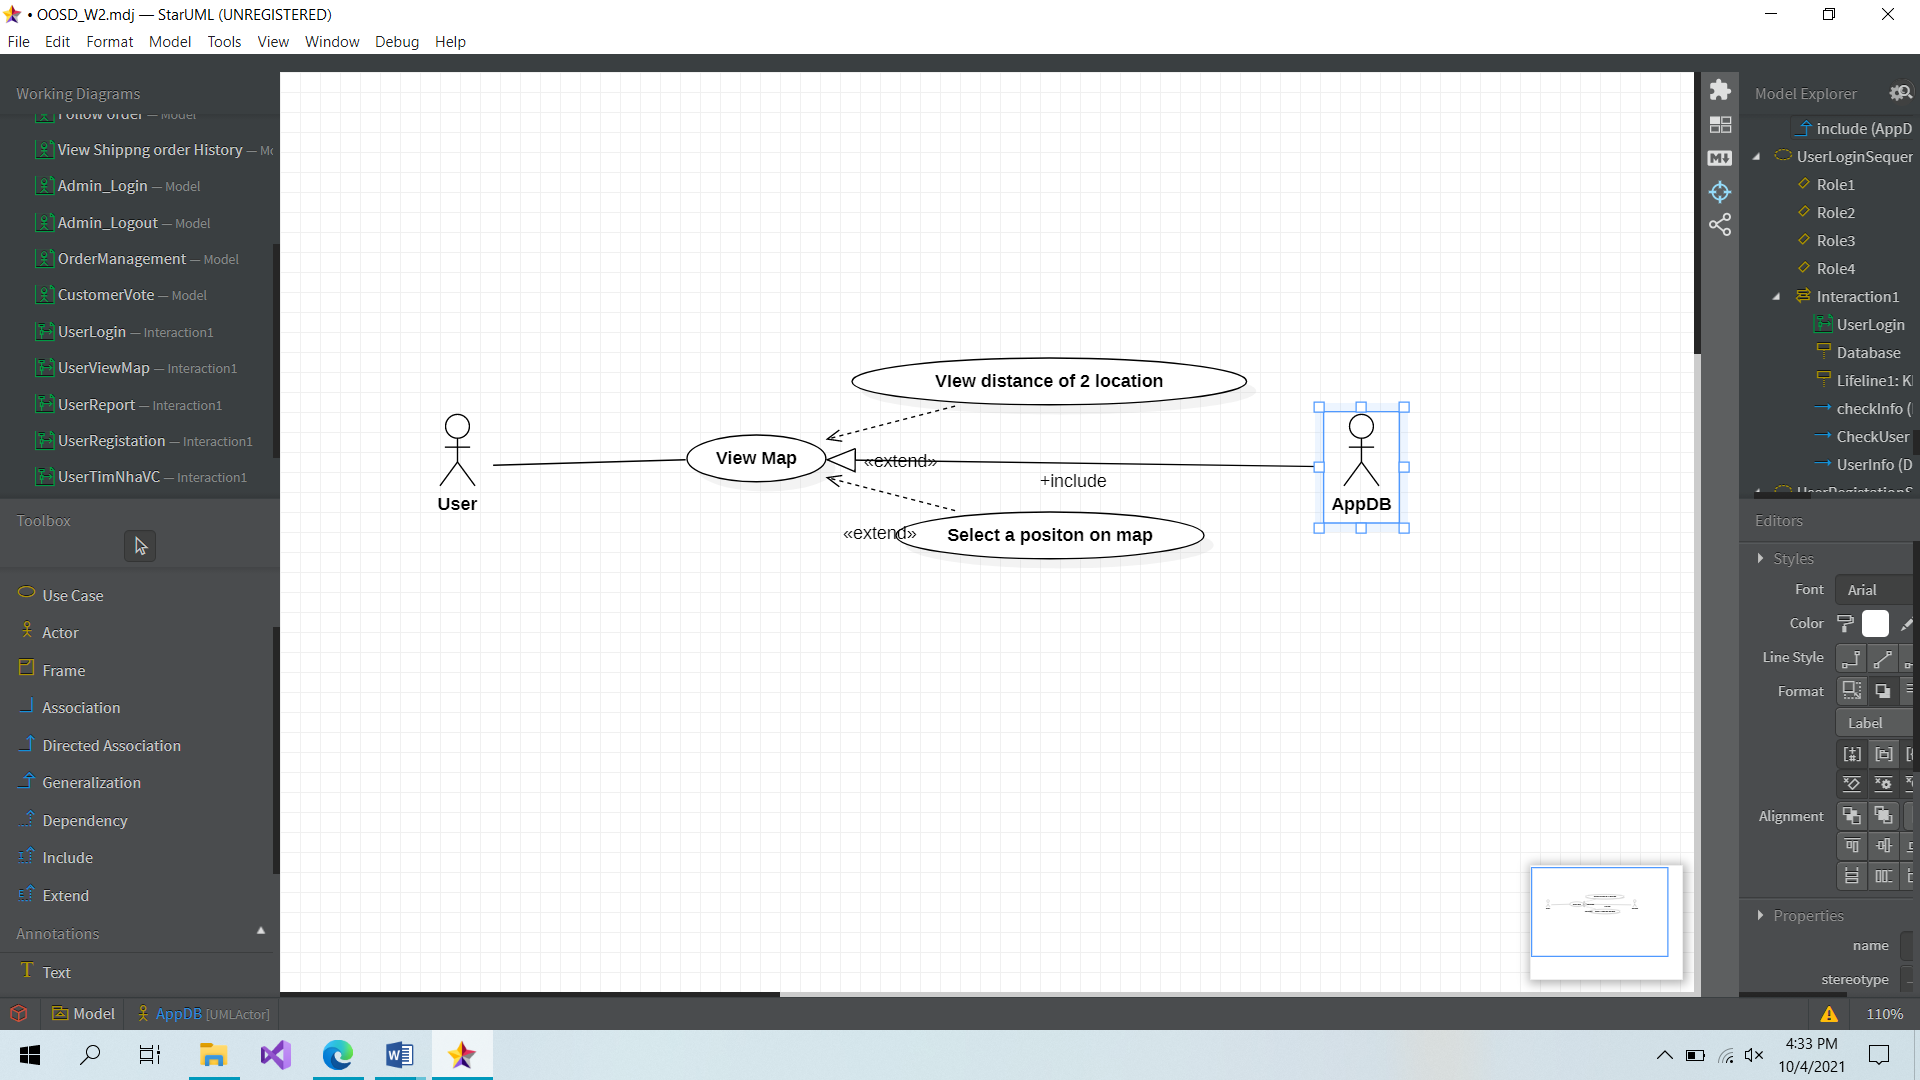 • OOSD_W2.mdj — StarUML (UNREGISTERED)
File Edit Format Model Tools View Window Debug Help
Working Diagrams
Follow order — Model
View Shippng order History — Mo
Admin_Login — Model
Admin_Logout — Model
OrderManagement — Model
CustomerVote — Model
UserLogin — Interaction1
UserViewMap — Interaction1
UserReport — Interaction1
UserRegistation — Interaction1
UserTimNhaVC — Interaction1
Toolbox
Use Case
Actor
Frame
Association
Directed Association
Generalization
Dependency
Include
Extend
Annotations
Text
VIew distance of 2 location
View Map
«extend»
+include
User
AppDB
«extend»
Select a positon on map
Model Explorer
include (AppD
UserLoginSequer
Role1
Role2
Role3
Role4
Interaction1
UserLogin
Database
Lifeline1: K
checkInfo (
CheckUser
UserInfo (D
UserRegistationS
Editors
Styles
Font Arial
Color
Line Style
Format
Label
Alignment
Properties
name
stereotype
Model AppDB [UMLActor]
110%
4:33 PM
10/4/2021